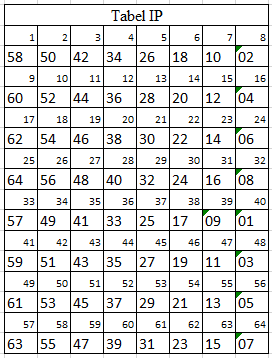 Tabel IP
1 2 3 4 5 6 7 8
58 50 42 34 26 18 10 02
9 10 11 12 13 14 15 16
60 52 44 36 28 20 12 04
17 18 19 20 21 22 23 24
62 54 46 38 30 22 14 06
25 26 27 28 29 30 31 32
64 56 48 40 32 24 16 08
33 34 35 36 37 38 39 40
57 49 41 33 25 17 09 01
41 42 43 44 45 46 47 48
59 51 43 35 27 19 11 03
49 50 51 52 53 54 55 56
61 53 45 37 29 21 13 05
57 58 59 60 61 62 63 64
63 55 47 39 31 23 15 07